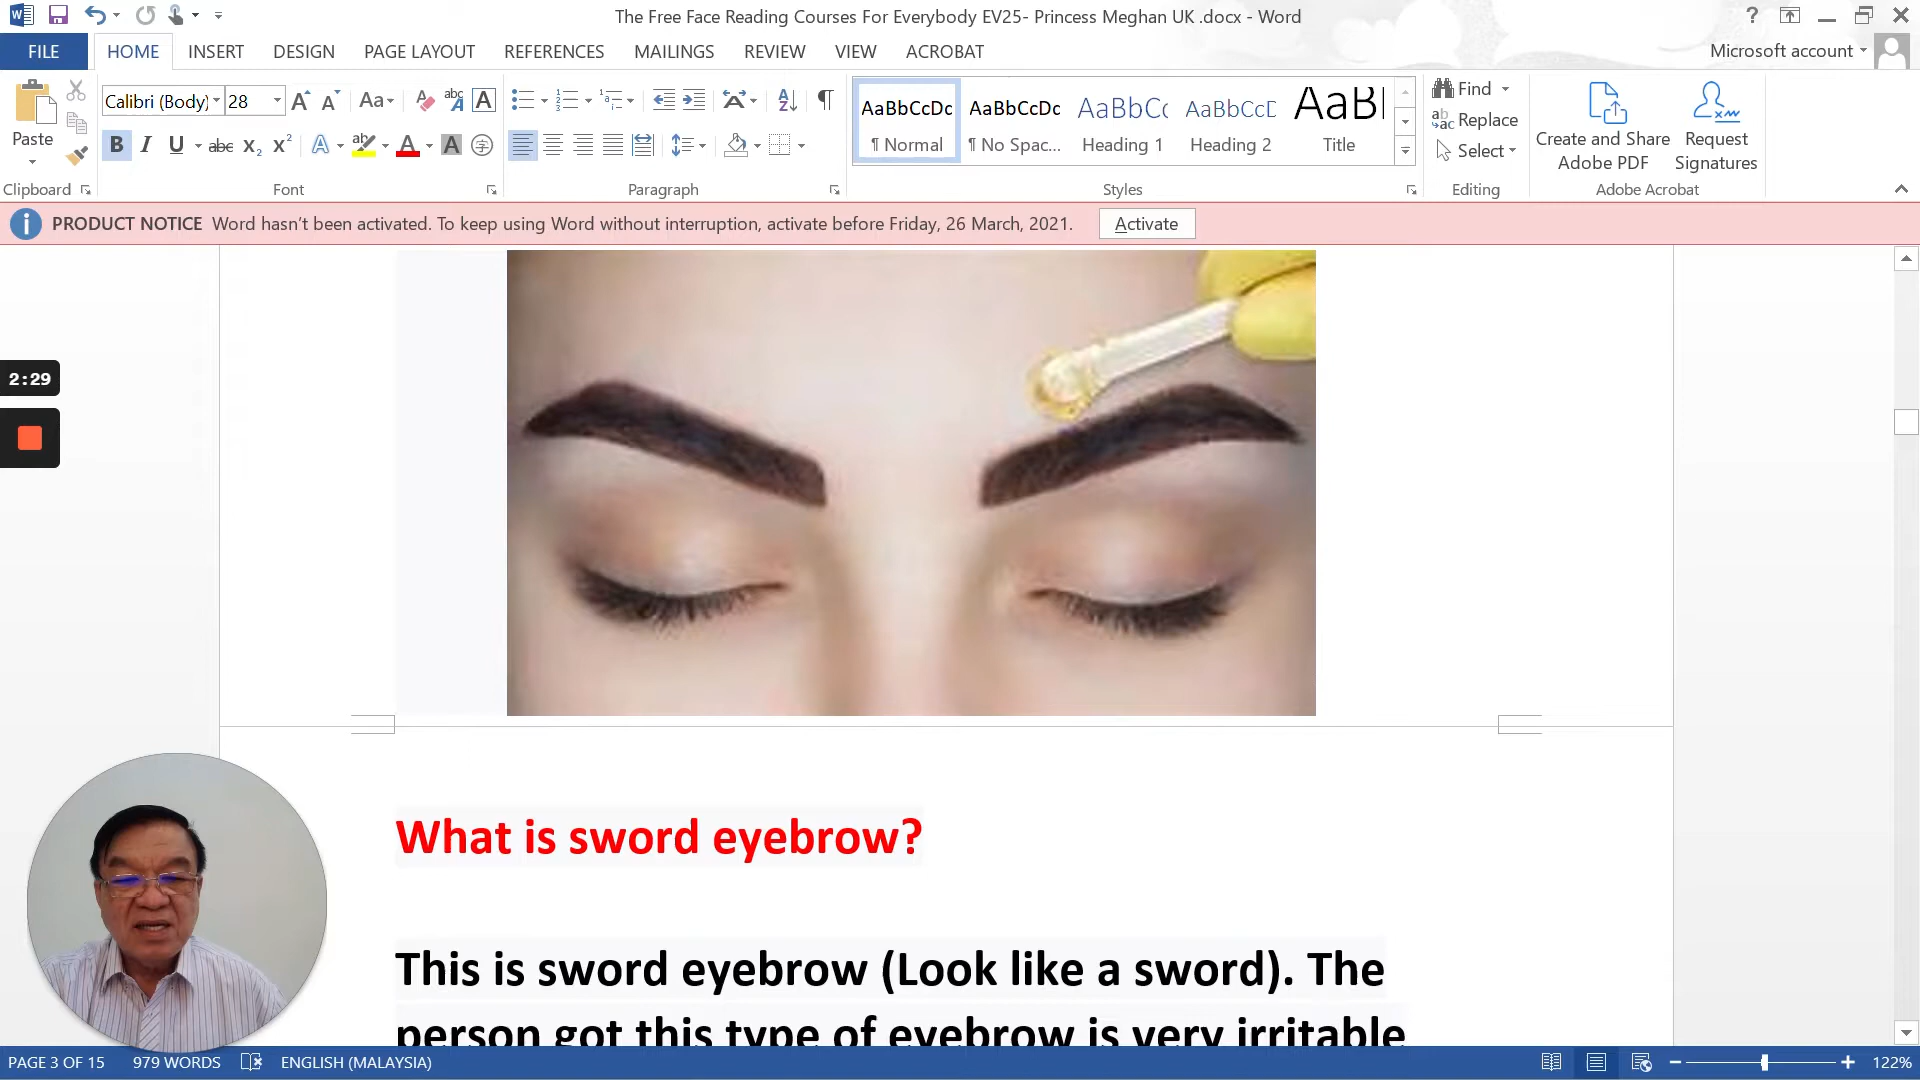 The Free Face Reading Courses For Everybody EV25- Princess Meghan UK .docx - Word
FILE HOME INSERT DESIGN PAGE LAYOUT REFERENCES MAILINGS REVIEW VIEW ACROBAT Microsoft account
Calibri (Body) 28 Aa AaBbCcDc AaBbCcDc AaBbCc AaBbCcD AaB Find
Paste ¶ Normal ¶ No Spac... Heading 1 Heading 2 Title Replace
Select
Create and Share
Adobe PDF
Request
Signatures
Clipboard Font Paragraph Styles Editing Adobe Acrobat
PRODUCT NOTICE Word hasn't been activated. To keep using Word without interruption, activate before Friday, 26 March, 2021. Activate
2:29
What is sword eyebrow?
This is sword eyebrow (Look like a sword). The
person got this type of eyebrow is very irritable
PAGE 3 OF 15 979 WORDS ENGLISH (MALAYSIA) 122%